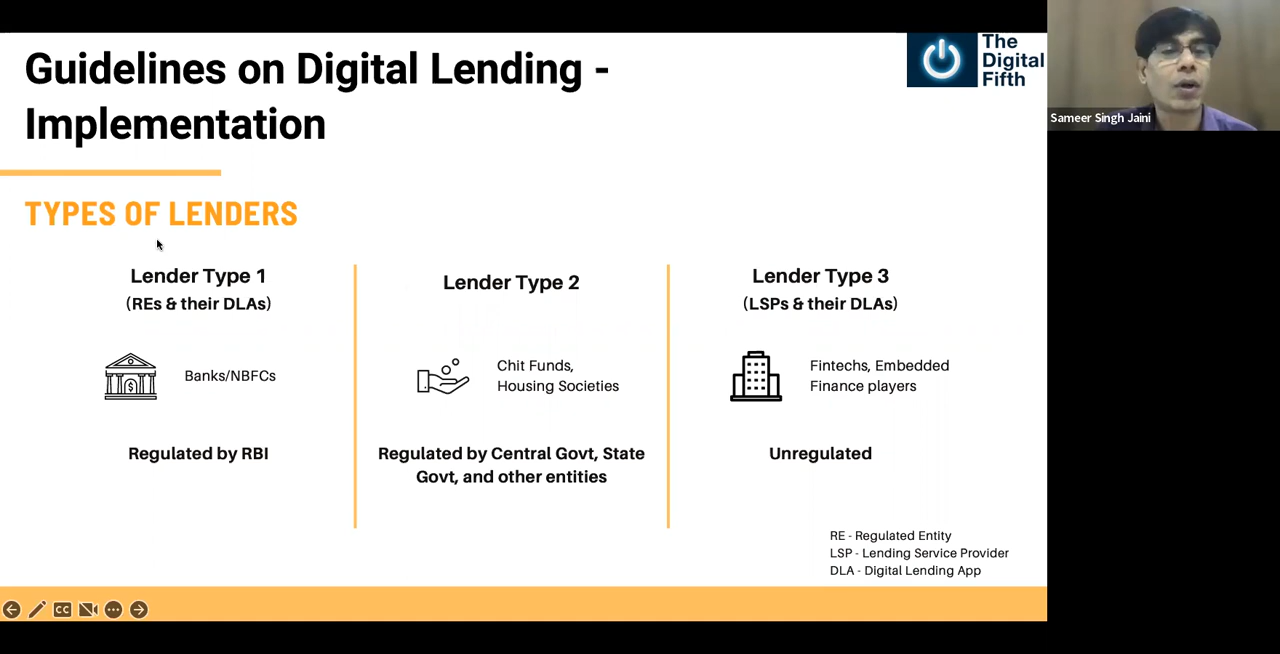 Guidelines on Digital Lending -
Implementation
The
Digital
Fifth
Sameer Singh Jaini
TYPES OF LENDERS
Lender Type 1
(REs & their DLAs)
Banks/NBFCs
Regulated by RBI
Lender Type 2
Chit Funds,
Housing Societies
Regulated by Central Govt, State
Govt, and other entities
Lender Type 3
(LSPs & their DLAs)
Fintechs, Embedded
Finance players
Unregulated
RE - Regulated Entity
LSP - Lending Service Provider
DLA - Digital Lending App
CC